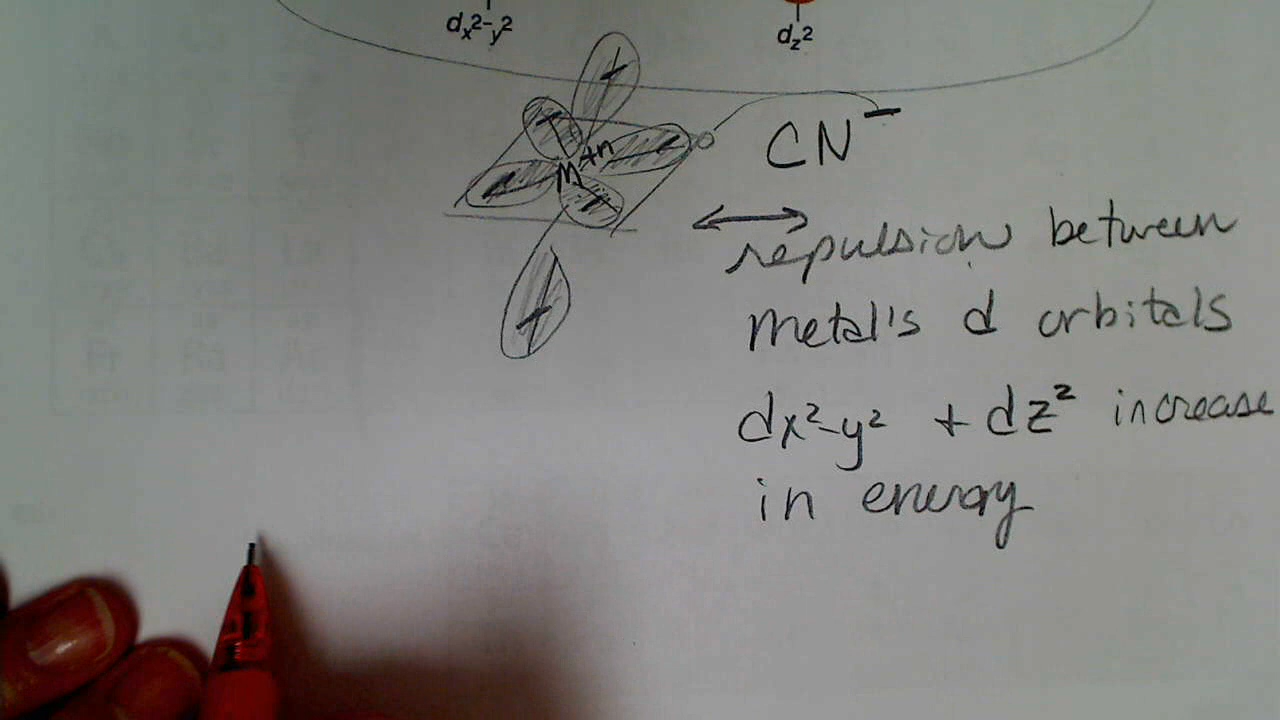 dx²-y² dz²
M+n
CN⁻
repulsion between
metal's d orbitals
dx²-y² + dz² increase
in energy